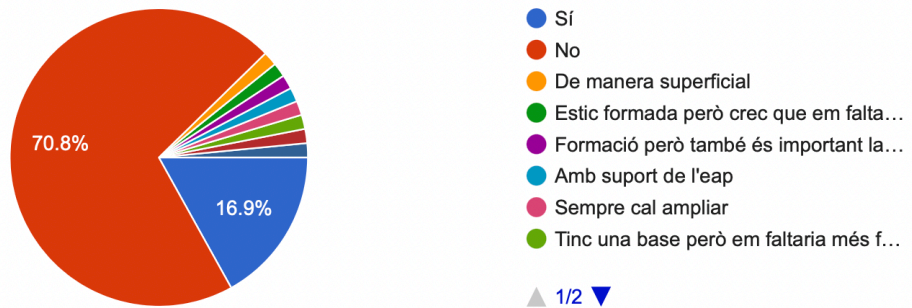 70.8%
16.9%
Sí
No
De manera superficial
Estic formada però crec que em falta…
Formació però també és important la…
Amb suport de l'eap
Sempre cal ampliar
Tinc una base però em faltaria més f…
1/2